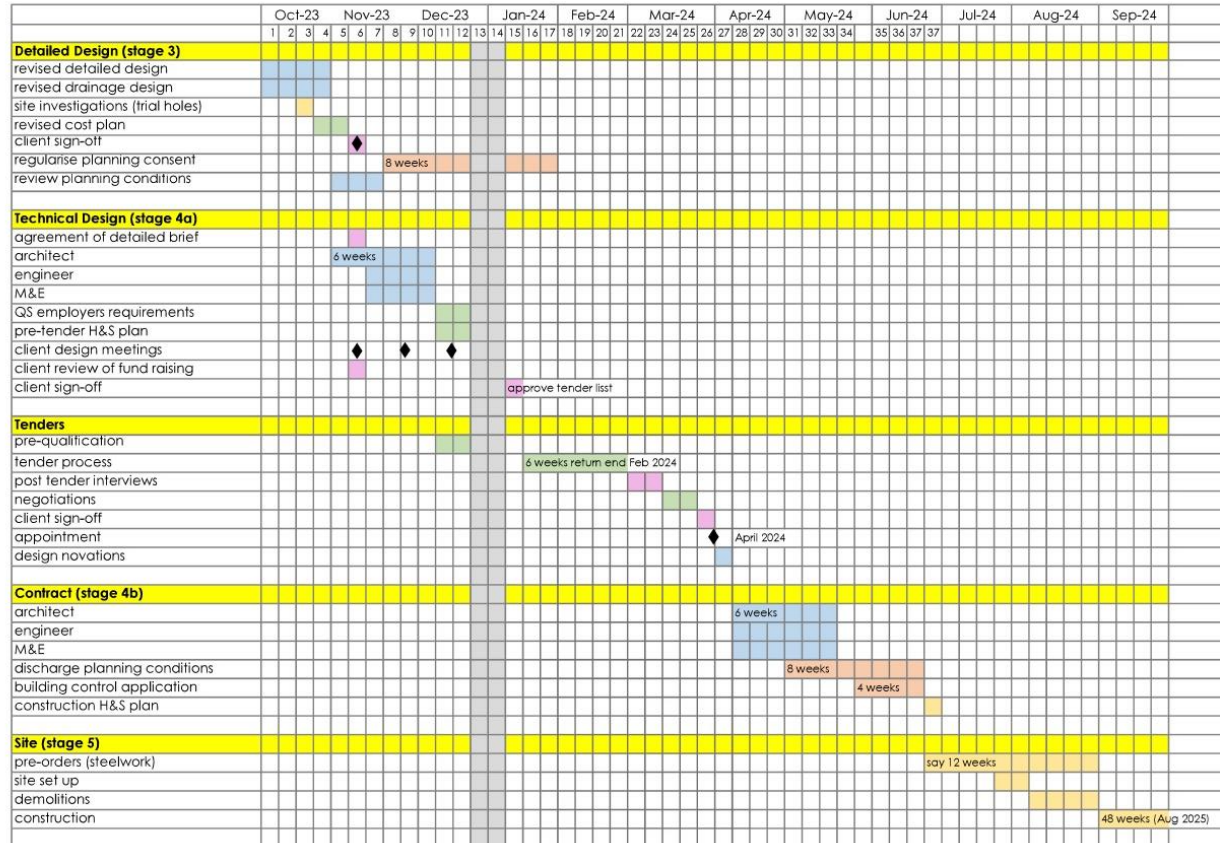 Oct-23 Nov-23 Dec-23 Jan-24 Feb-24 Mar-24 Apr-24 May-24 Jun-24 Jul-24 Aug-24 Sep-24
1 2 3 4 5 6 7 8 9 10 11 12 13 14 15 16 17 18 19 20 21 22 23 24 25 26 27 28 29 30 31 32 33 34 35 36 37 37
Detailed Design (stage 3)
revised detailed design
revised drainage design
site investigations (trial holes)
revised cost plan
client sign-off
regularise planning consent 8 weeks
review planning conditions
Technical Design (stage 4a)
agreement of detailed brief
architect 6 weeks
engineer
M&E
QS employers requirements
pre-tender H&S plan
client design meetings
client review of fund raising
client sign-off approve tender lisst
Tenders
pre-qualification
tender process 6 weeks return end Feb 2024
post tender interviews
negotiations
client sign-off
appointment April 2024
design novations
Contract (stage 4b)
architect 6 weeks
engineer
M&E
discharge planning conditions 8 weeks
building control application 4 weeks
construction H&S plan
Site (stage 5)
pre-orders (steelwork) say 12 weeks
site set up
demolitions
construction 48 weeks (Aug 2025)